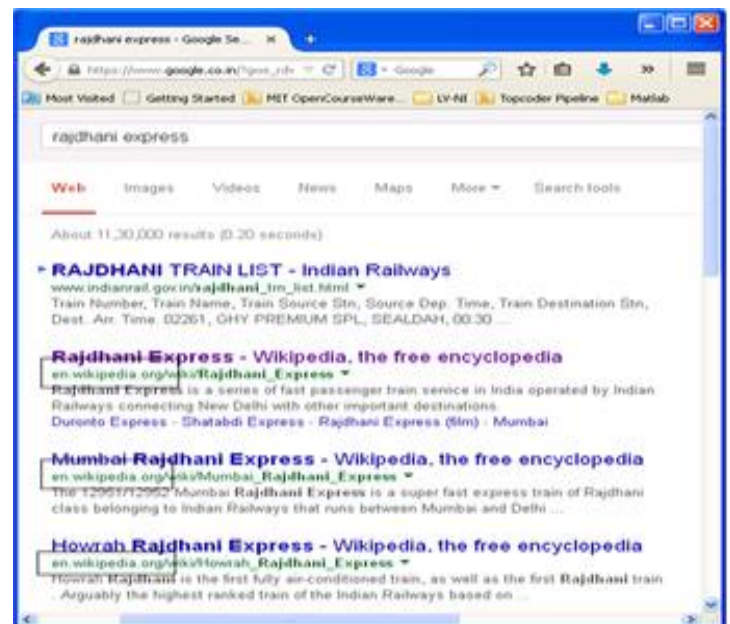 rajdhani express - Google Se...
https://www.google.co.in/?gws_rd=
Google
Most Visited Getting Started MIT OpenCourseWare... LV-NI Topcoder Pipeline Matlab
rajdhani express
Web Images Videos News Maps More Search tools
About 11,30,000 results (0.20 seconds)
RAJDHANI TRAIN LIST - Indian Railways
www.indianrail.gov.in/rajdhani_trn_list.html
Train Number, Train Name, Train Source Stn, Source Dep. Time, Train Destination Stn,
Dest. Arr. Time. 02261, GHY PREMIUM SPL, SEALDAH, 00:30 ...
Rajdhani Express - Wikipedia, the free encyclopedia
en.wikipedia.org/wiki/Rajdhani_Express
Rajdhani Express is a series of fast passenger train service in India operated by Indian
Railways connecting New Delhi with other important destinations.
Duronto Express - Shatabdi Express - Rajdhani Express (film) - Mumbai
Mumbai Rajdhani Express - Wikipedia, the free encyclopedia
en.wikipedia.org/wiki/Mumbai_Rajdhani_Express
The 12951/12952 Mumbai Rajdhani Express is a super fast express train of Rajdhani
class belonging to Indian Railways that runs between Mumbai and Delhi ...
Howrah Rajdhani Express - Wikipedia, the free encyclopedia
en.wikipedia.org/wiki/Howrah_Rajdhani_Express
Howrah Rajdhani is the first fully air-conditioned train, as well as the first Rajdhani train
. Arguably the highest ranked train of the Indian Railways based on ...